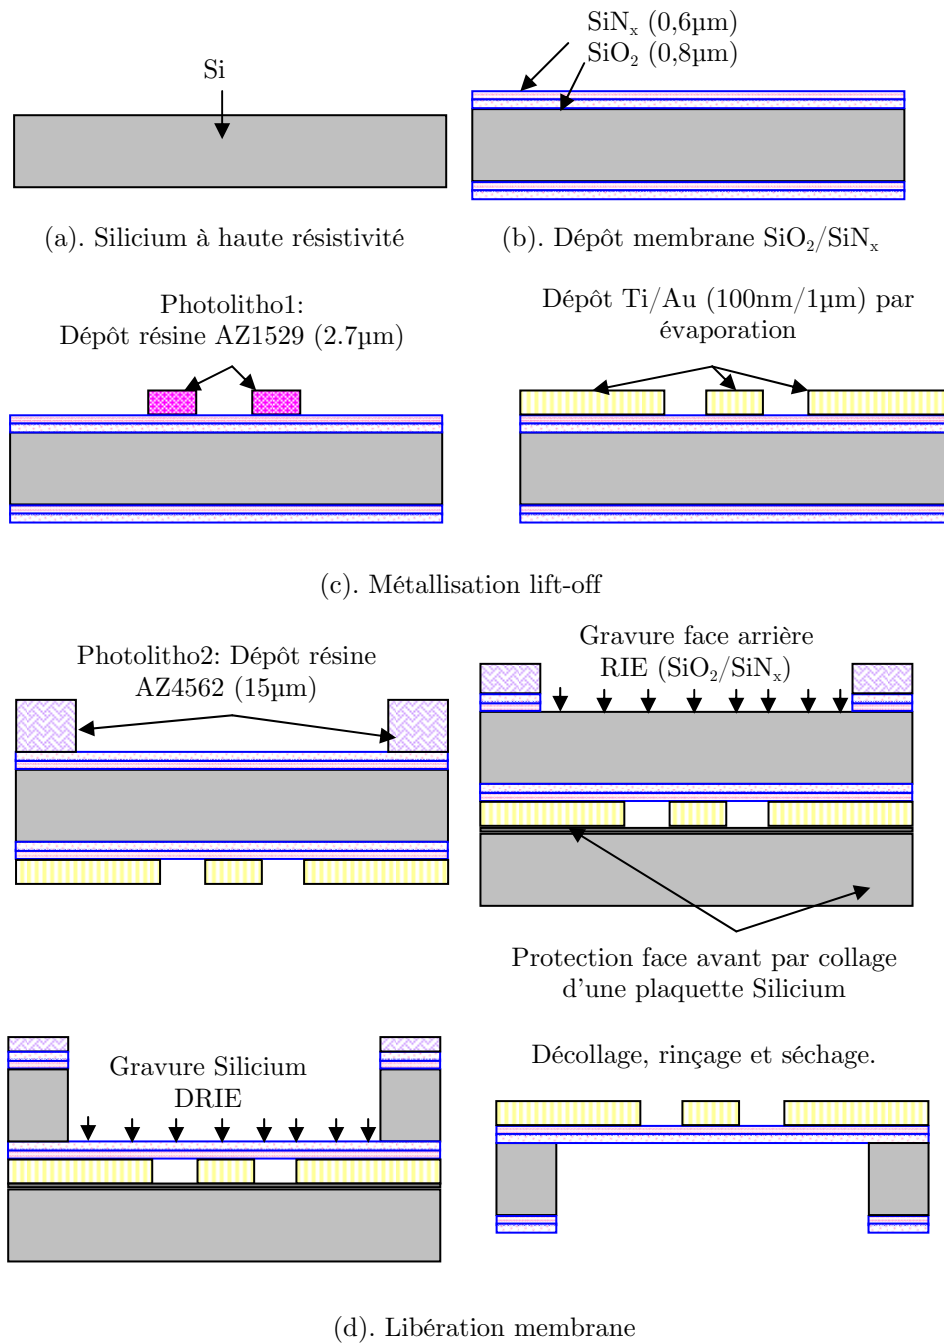 Si
SiNₓ (0,6µm)
SiO₂ (0,8µm)
(a). Silicium à haute résistivité
(b). Dépôt membrane SiO₂/SiNₓ
Photolitho1:
Dépôt résine AZ1529 (2.7µm)
Dépôt Ti/Au (100nm/1µm) par
évaporation
(c). Métallisation lift-off
Photolitho2: Dépôt résine
AZ4562 (15µm)
Gravure face arrière
RIE (SiO₂/SiNₓ)
Protection face avant par collage
d'une plaquette Silicium
Gravure Silicium
DRIE
Décollage, rinçage et séchage.
(d). Libération membrane